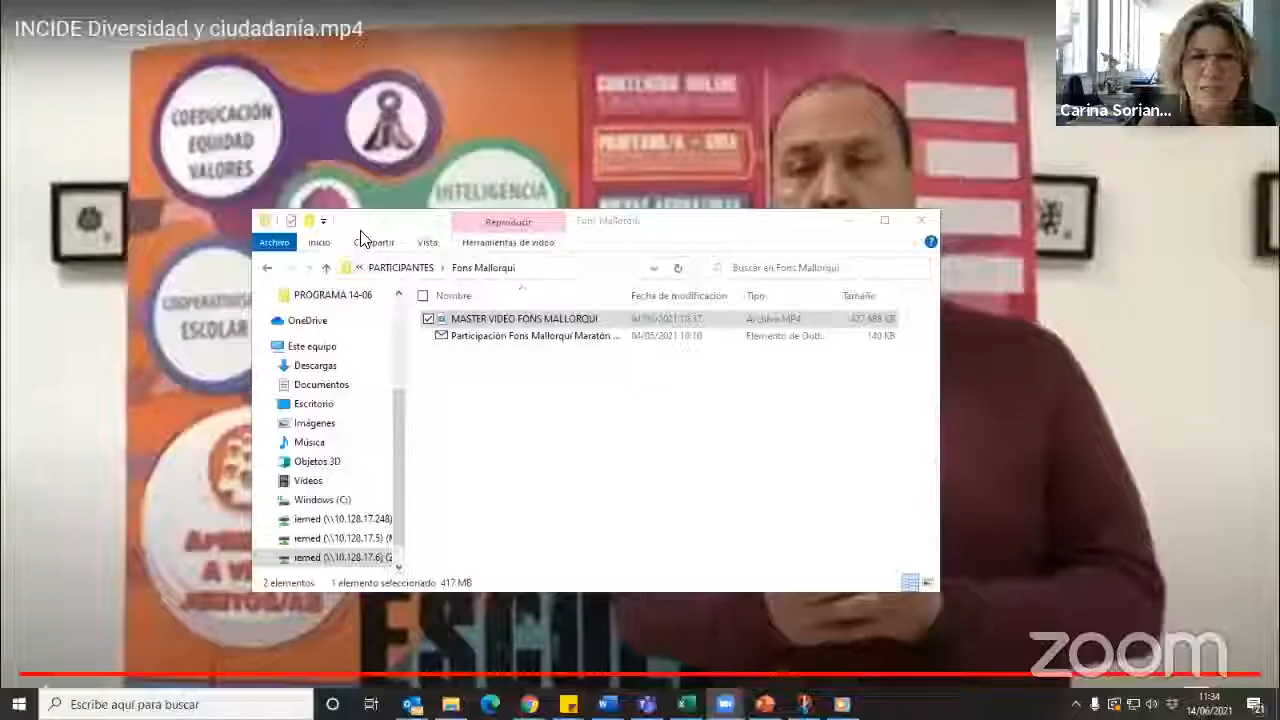 INCIDE Diversidad y ciudadanía.mp4
Carina Sorian...
COEDUCACIÓN
EQUIDAD
VALORES
INTELIGENCIA
CONTENIDO ONLINE
ESCOLAR
Reproducir
Fons Mallorquí
Archivo
Inicio
Compartir
Vista
Herramientas de video
« PARTICIPANTES › Fons Mallorquí
Buscar en Fons Mallorquí
PROGRAMA 14-06
OneDrive
Este equipo
Descargas
Documentos
Escritorio
Imágenes
Música
Objetos 3D
Vídeos
Windows (C:)
iemed (\\10.128.17.248)
iemed (\\10.128.17.5) (
iemed (\\10.128.17.6) (
Nombre
Fecha de modificación
Tipo
Tamaño
MASTER VIDEO FONS MALLORQUI
Archivo MP4
Participación Fons Mallorquí Maratón ...
04/05/2021 10:10
Elemento de Outl...
140 KB
2 elementos
1 elemento seleccionado 417 MB
zoom
Escribe aquí para buscar
11:34
14/06/2021
21